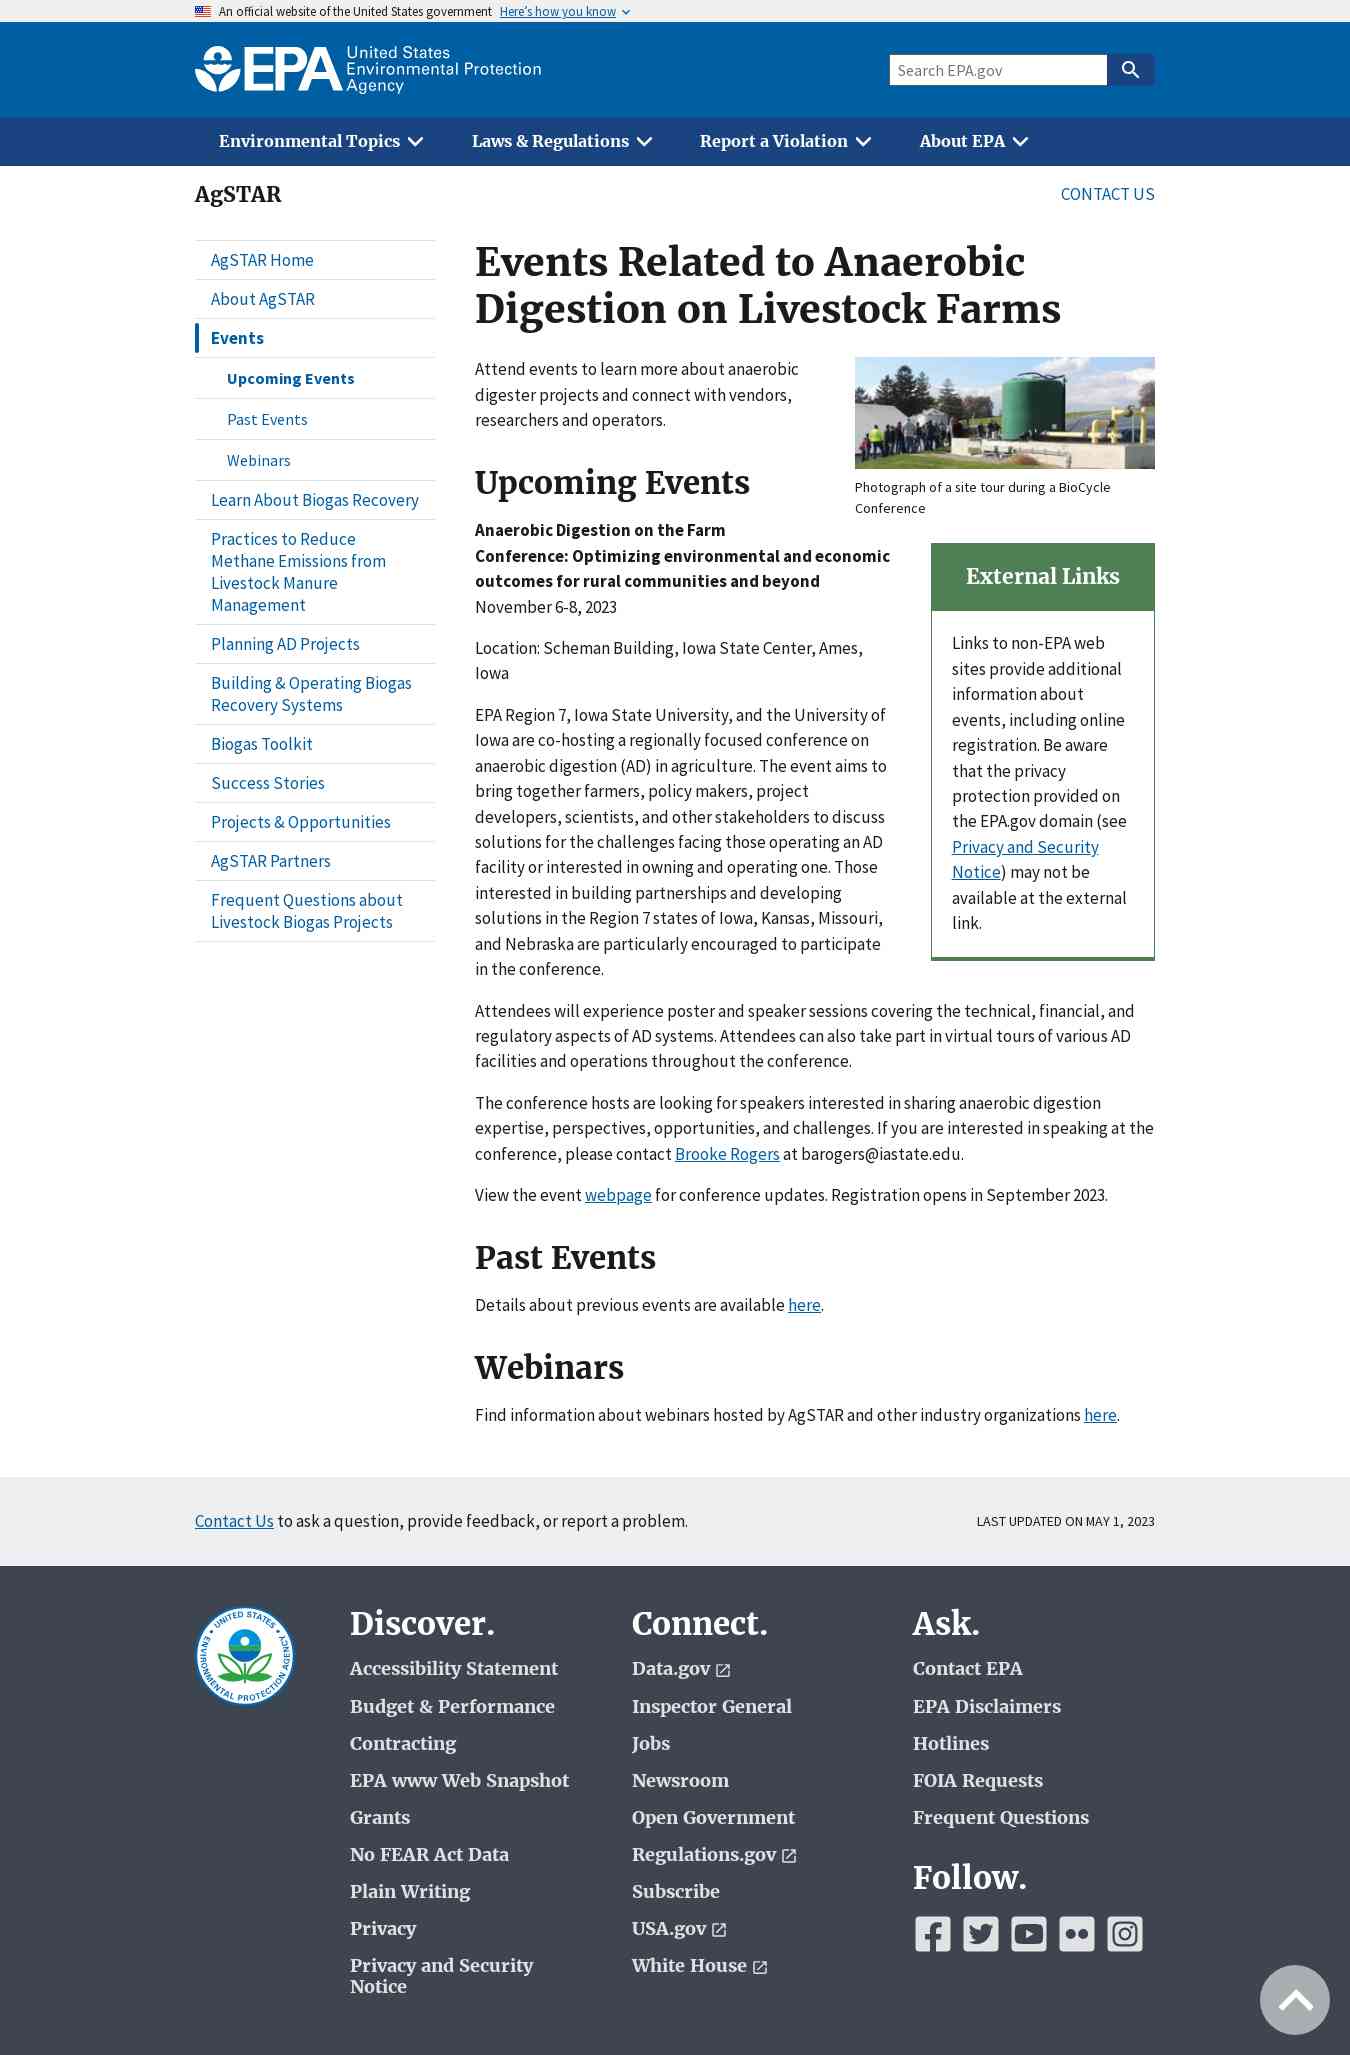 An official website of the United States government Here's how you know
EPA United States
Environmental Protection
Agency
Search EPA.gov
Environmental Topics
Laws & Regulations
Report a Violation
About EPA
AgSTAR
CONTACT US
AgSTAR Home
About AgSTAR
Events
Upcoming Events
Past Events
Webinars
Learn About Biogas Recovery
Practices to Reduce
Methane Emissions from
Livestock Manure
Management
Planning AD Projects
Building & Operating Biogas
Recovery Systems
Biogas Toolkit
Success Stories
Projects & Opportunities
AgSTAR Partners
Frequent Questions about
Livestock Biogas Projects
Events Related to Anaerobic
Digestion on Livestock Farms
Attend events to learn more about anaerobic
digester projects and connect with vendors,
researchers and operators.
Photograph of a site tour during a BioCycle
Conference
Upcoming Events
Anaerobic Digestion on the Farm
Conference: Optimizing environmental and economic
outcomes for rural communities and beyond
November 6-8, 2023
Location: Scheman Building, Iowa State Center, Ames,
Iowa
EPA Region 7, Iowa State University, and the University of
Iowa are co-hosting a regionally focused conference on
anaerobic digestion (AD) in agriculture. The event aims to
bring together farmers, policy makers, project
developers, scientists, and other stakeholders to discuss
solutions for the challenges facing those operating an AD
facility or interested in owning and operating one. Those
interested in building partnerships and developing
solutions in the Region 7 states of Iowa, Kansas, Missouri,
and Nebraska are particularly encouraged to participate
in the conference.
External Links
Links to non-EPA web
sites provide additional
information about
events, including online
registration. Be aware
that the privacy
protection provided on
the EPA.gov domain (see
Privacy and Security
Notice) may not be
available at the external
link.
Attendees will experience poster and speaker sessions covering the technical, financial, and
regulatory aspects of AD systems. Attendees can also take part in virtual tours of various AD
facilities and operations throughout the conference.
The conference hosts are looking for speakers interested in sharing anaerobic digestion
expertise, perspectives, opportunities, and challenges. If you are interested in speaking at the
conference, please contact Brooke Rogers at barogers@iastate.edu.
View the event webpage for conference updates. Registration opens in September 2023.
Past Events
Details about previous events are available here.
Webinars
Find information about webinars hosted by AgSTAR and other industry organizations here.
Contact Us to ask a question, provide feedback, or report a problem.
LAST UPDATED ON MAY 1, 2023
UNITED STATES
ENVIRONMENTAL PROTECTION AGENCY
Discover.
Accessibility Statement
Budget & Performance
Contracting
EPA www Web Snapshot
Grants
No FEAR Act Data
Plain Writing
Privacy
Privacy and Security
Notice
Connect.
Data.gov
Inspector General
Jobs
Newsroom
Open Government
Regulations.gov
Subscribe
USA.gov
White House
Ask.
Contact EPA
EPA Disclaimers
Hotlines
FOIA Requests
Frequent Questions
Follow.